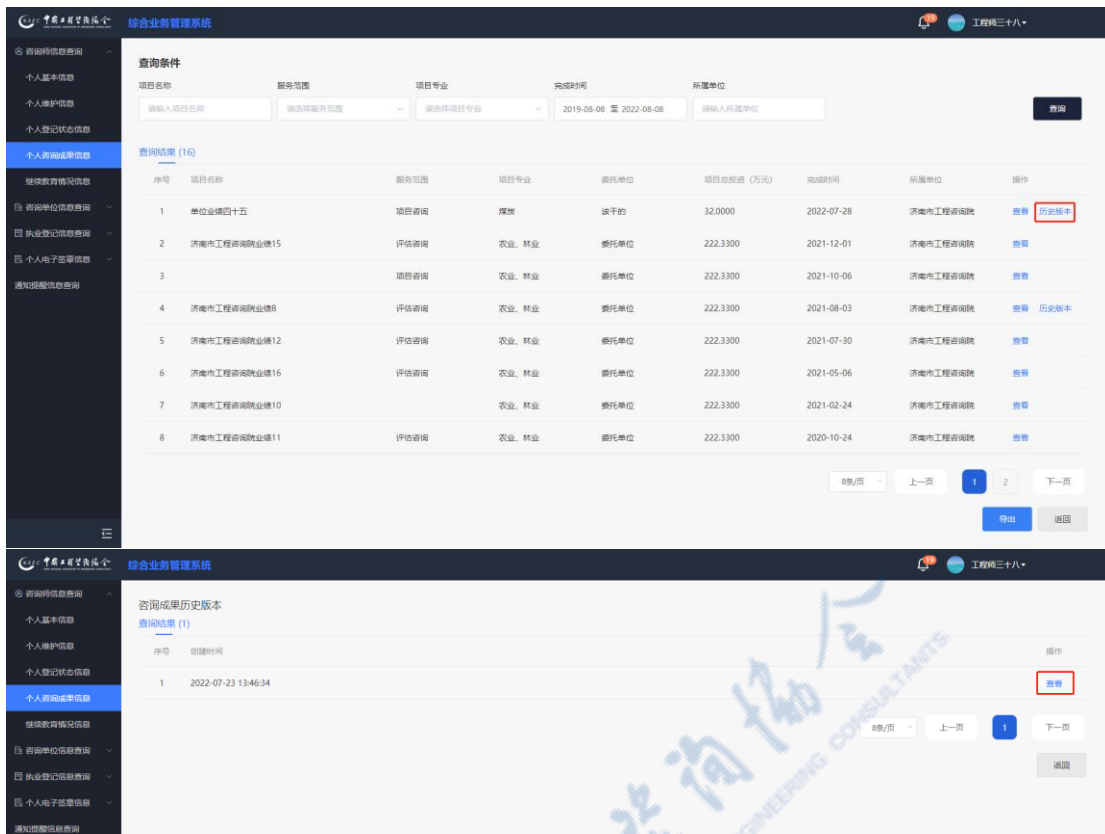 中国工程咨询协会 综合业务管理系统 19 工程师三十八
咨询师信息查询
个人基本信息
个人维护信息
个人登记状态信息
个人咨询成果信息
继续教育情况信息
咨询单位信息查询
执业登记信息查询
个人电子签章信息
通知提醒信息查询
查询条件
项目名称 服务范围 项目专业 完成时间 所属单位
请输入项目名称 请选择服务范围 请选择项目专业 2019-08-08 至 2022-08-08 请输入所属单位 查询
查询结果 (16)
序号 项目名称 服务范围 项目专业 委托单位 项目总投资 (万元) 完成时间 所属单位 操作
1 单位业绩四十五 项目咨询 煤炭 该干的 32.0000 2022-07-28 济南市工程咨询院 查看 历史版本
2 济南市工程咨询院业绩15 评估咨询 农业、林业 委托单位 222.3300 2021-12-01 济南市工程咨询院 查看
3 项目咨询 农业、林业 委托单位 222.3300 2021-10-06 济南市工程咨询院 查看
4 济南市工程咨询院业绩8 评估咨询 农业、林业 委托单位 222.3300 2021-08-03 济南市工程咨询院 查看 历史版本
5 济南市工程咨询院业绩12 评估咨询 农业、林业 委托单位 222.3300 2021-07-30 济南市工程咨询院 查看
6 济南市工程咨询院业绩16 评估咨询 农业、林业 委托单位 222.3300 2021-05-06 济南市工程咨询院 查看
7 济南市工程咨询院业绩10 农业、林业 委托单位 222.3300 2021-02-24 济南市工程咨询院 查看
8 济南市工程咨询院业绩11 评估咨询 农业、林业 委托单位 222.3300 2020-10-24 济南市工程咨询院 查看
8条/页 上一页 1 2 下一页
导出 返回
中国工程咨询协会 综合业务管理系统 19 工程师三十八
咨询师信息查询
个人基本信息
个人维护信息
个人登记状态信息
个人咨询成果信息
继续教育情况信息
咨询单位信息查询
执业登记信息查询
个人电子签章信息
通知提醒信息查询
咨询成果历史版本
查询结果 (1)
序号 创建时间 操作
1 2022-07-23 13:46:34 查看
8条/页 上一页 1 下一页
返回
咨询协会
ENGINEERING CONSULTANTS